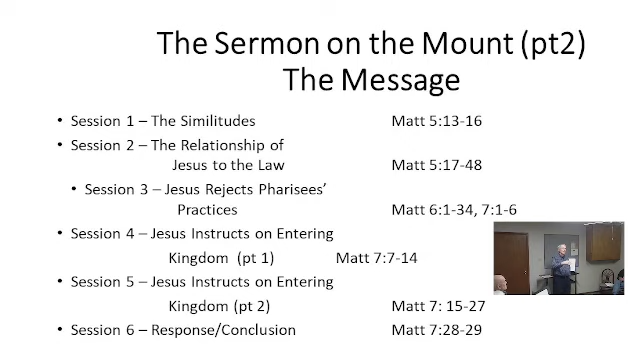 The Sermon on the Mount (pt2)
The Message
• Session 1 – The Similitudes Matt 5:13-16
• Session 2 – The Relationship of
Jesus to the Law Matt 5:17-48
• Session 3 – Jesus Rejects Pharisees’
Practices Matt 6:1-34, 7:1-6
• Session 4 – Jesus Instructs on Entering
Kingdom (pt 1) Matt 7:7-14
• Session 5 – Jesus Instructs on Entering
Kingdom (pt 2) Matt 7: 15-27
• Session 6 – Response/Conclusion Matt 7:28-29